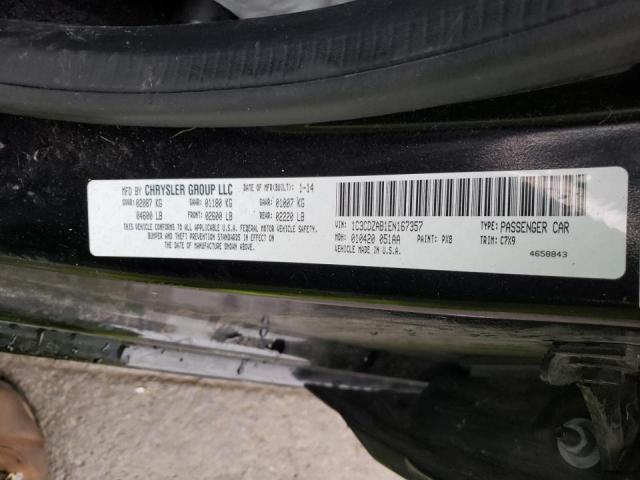 MFD BY CHRYSLER GROUP LLC DATE OF MFR(BUILT): 1-14
GVWR: 02087 KG GAWR: 01180 KG GAWR: 01007 KG
04600 LB FRONT: 02600 LB REAR: 02220 LB
THIS VEHICLE CONFORMS TO ALL APPLICABLE U.S.A. FEDERAL MOTOR VEHICLE SAFETY,
BUMPER AND THEFT PREVENTION STANDARDS IN EFFECT ON
THE DATE OF MANUFACTURE SHOWN ABOVE.
VIN: 1C3CDZAB1EN167357 TYPE: PASSENGER CAR
MDH: 010420 051AA PAINT: PX8 TRIM: C7X9
VEHICLE MADE IN U.S.A. 4658843